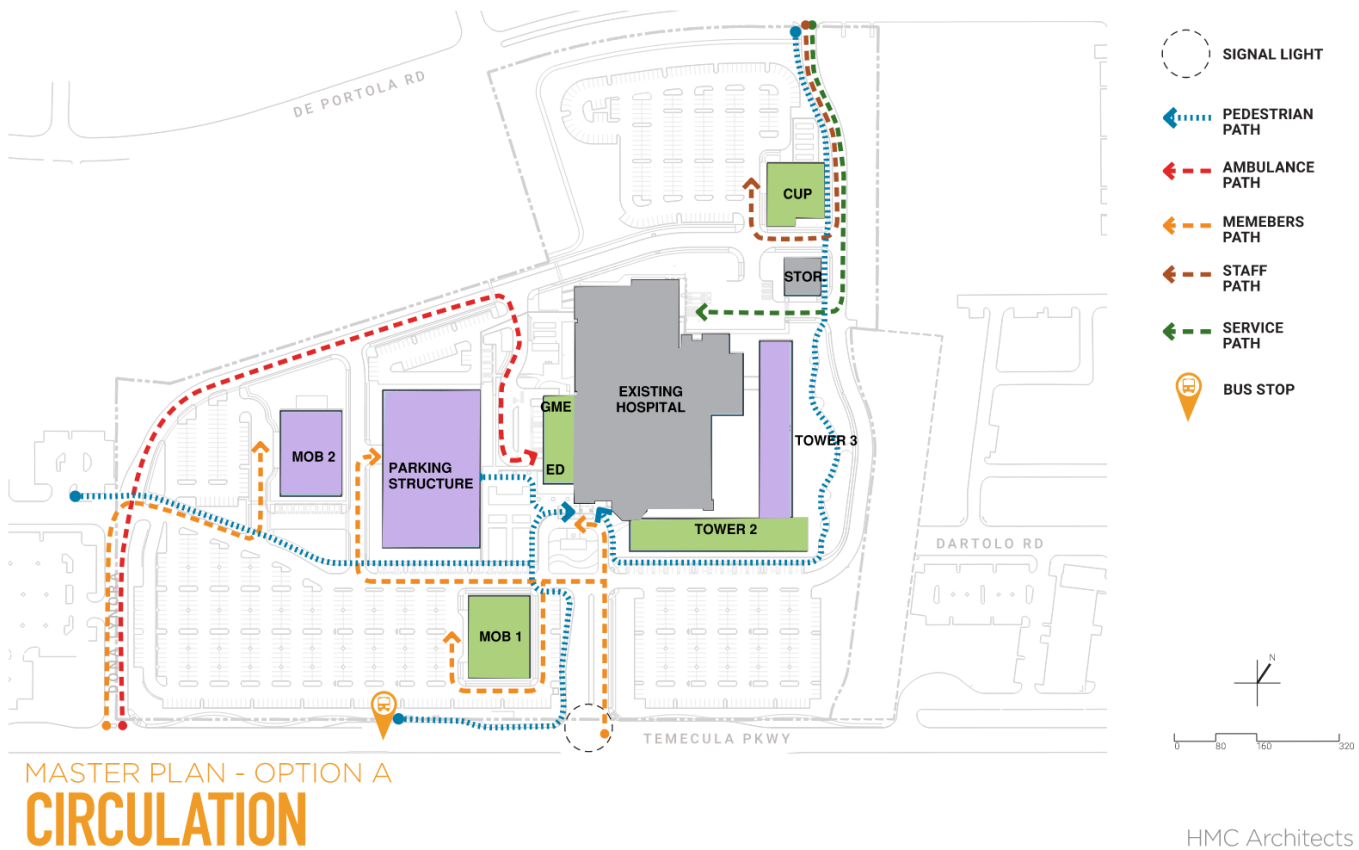 DE PORTOLA RD
CUP
STOR.
EXISTING
HOSPITAL
GME
ED
TOWER 3
TOWER 2
MOB 2
PARKING
STRUCTURE
MOB 1
DARTOLO RD
TEMECULA PKWY
SIGNAL LIGHT
PEDESTRIAN
PATH
AMBULANCE
PATH
MEMEBERS
PATH
STAFF
PATH
SERVICE
PATH
BUS STOP
N
0 80 160 320
MASTER PLAN - OPTION A
CIRCULATION
HMC Architects